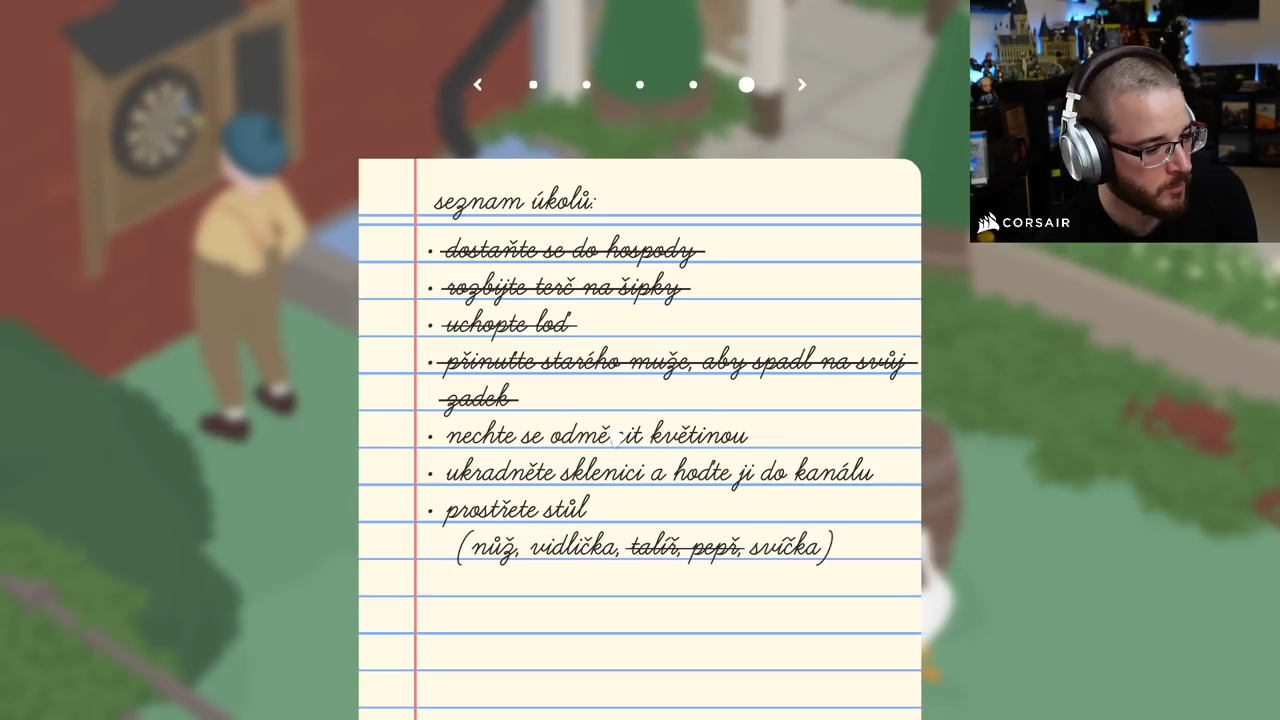 CORSAIR
seznam úkolů:
• dostaňte se do hospody
• rozbijte terč na šipky
• uchopte loď
• přinuťte starého muže, aby spadl na svůj
zadek
• nechte se odměnit květinou
• ukradněte sklenici a hoďte ji do kanálu
• prostřete stůl
(nůž, vidlička, talíř, pepř, svíčka)